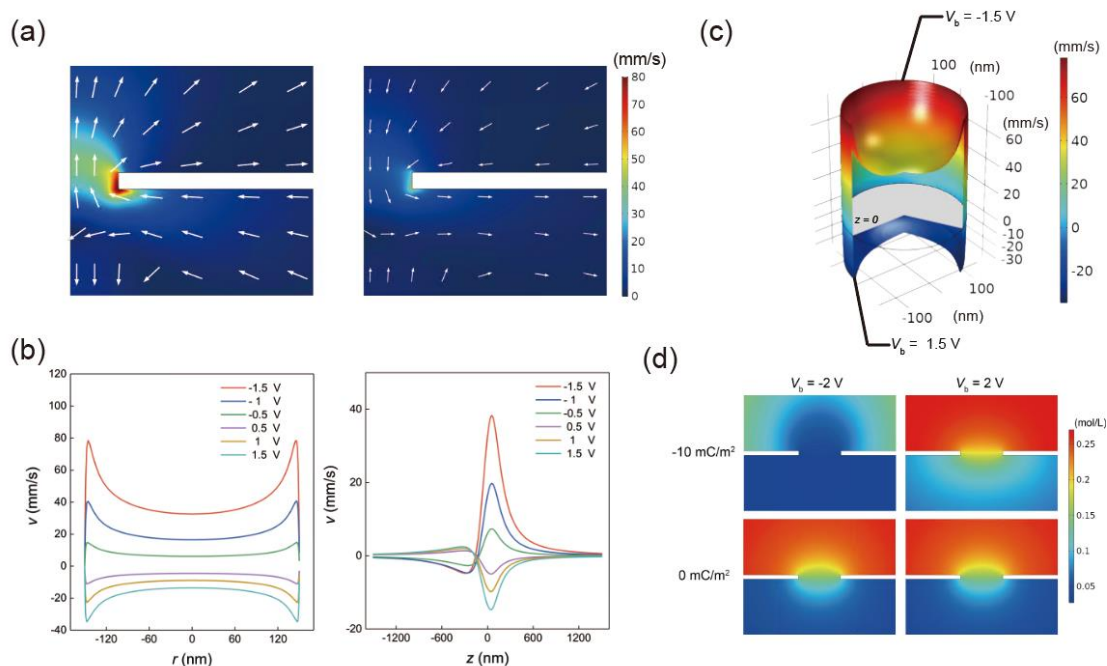 (a)
(mm/s)
80
70
60
50
40
30
20
10
0
(b)
120
100
80
60
40
20
0
-20
-40
v (mm/s)
-1.5 V
- 1 V
-0.5 V
0.5 V
1 V
1.5 V
-120 -60 0 60 120
r (nm)
40
20
0
-20
v (mm/s)
-1.5 V
- 1 V
-0.5 V
0.5 V
1 V
1.5 V
-1200 -600 0 6000 1200
z (nm)
(c)
Vb = -1.5 V
100 (nm)
-100
(mm/s)
60
40
20
0
-10
-20
-30
z = 0
100
-100 (nm)
(mm/s)
60
40
20
0
-20
Vb = 1.5 V
(d)
Vb = -2 V Vb = 2 V
-10 mC/m²
0 mC/m²
(mol/L)
0.25
0.2
0.15
0.1
0.05